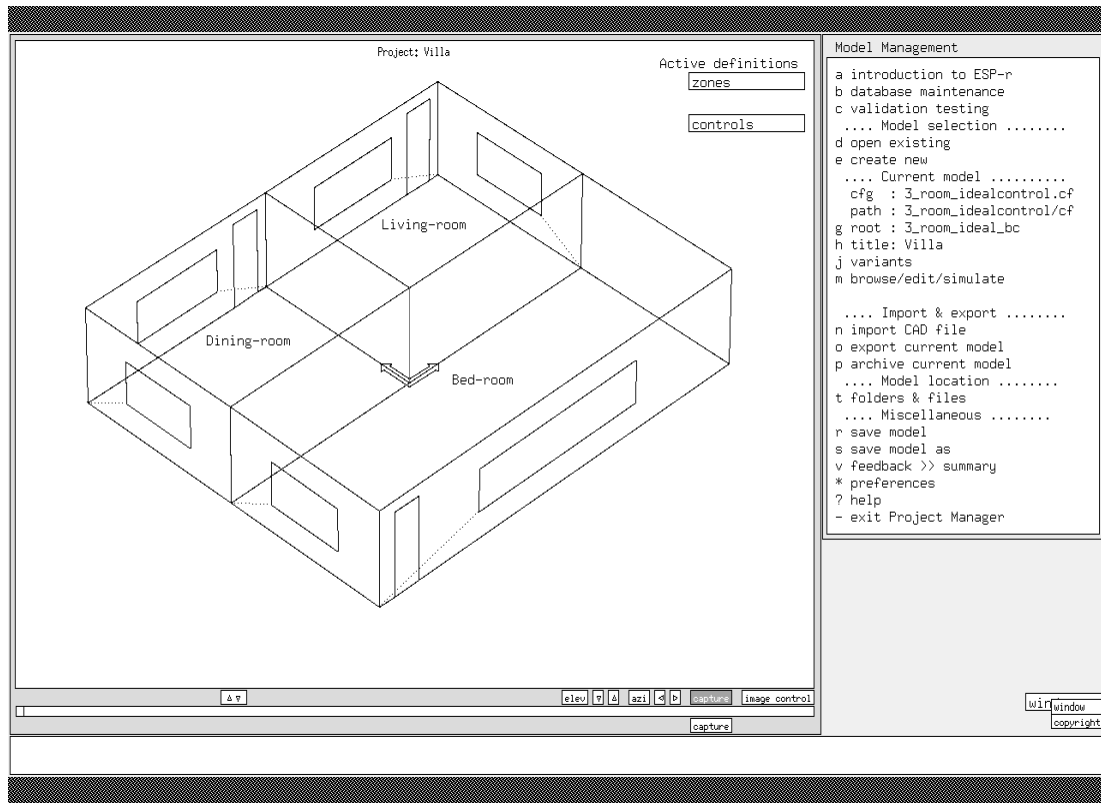 Project: Villa
Active definitions
zones
controls
Living-room
Dining-room
Bed-room
elev
azi
capture
image control
capture
Model Management
a introduction to ESP-r
b database maintenance
c validation testing
.... Model selection ........
d open existing
e create new
.... Current model ..........
cfg : 3_room_idealcontrol.cf
path : 3_room_idealcontrol/cf
g root : 3_room_ideal_bc
h title: Villa
j variants
m browse/edit/simulate
.... Import & export ........
n import CAD file
o export current model
p archive current model
.... Model location ........
t folders & files
.... Miscellaneous ........
r save model
s save model as
v feedback >> summary
* preferences
? help
- exit Project Manager
window
copyright